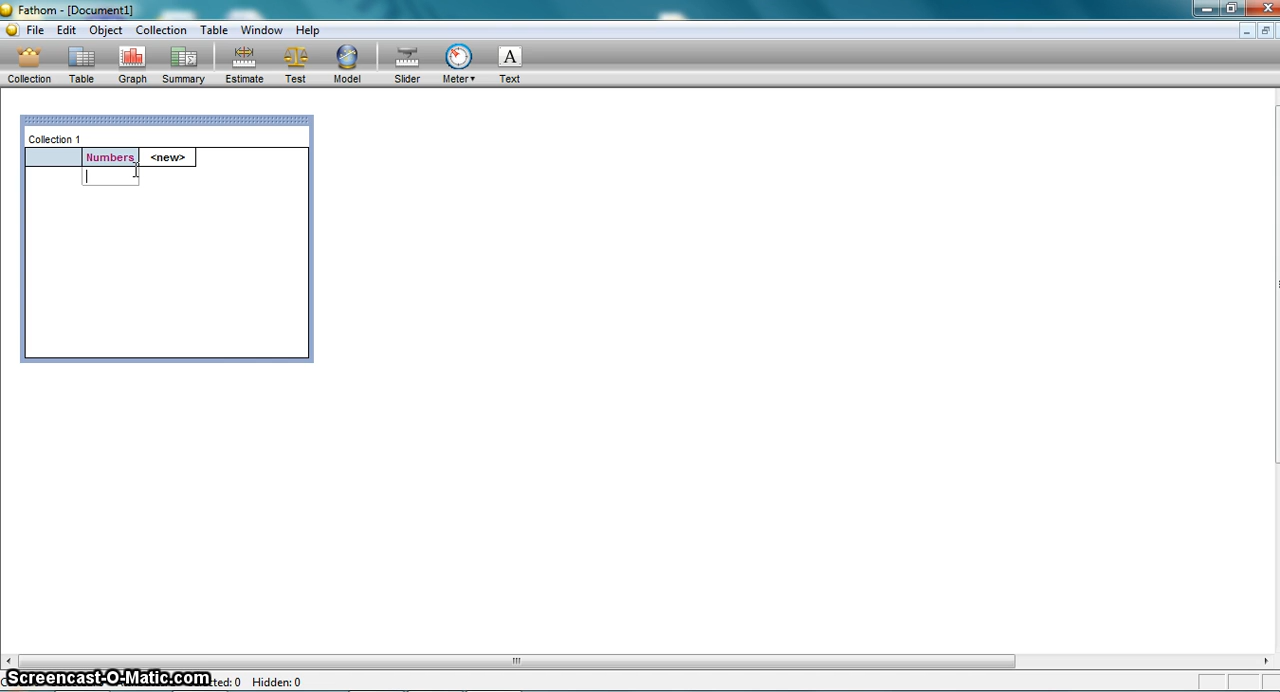 Fathom - [Document1]
File Edit Object Collection Table Window Help
Collection Table Graph Summary Estimate Test Model Slider Meter▾ A Text
Collection 1
Numbers <new>
Screencast-O-Matic.com
ted: 0 Hidden: 0